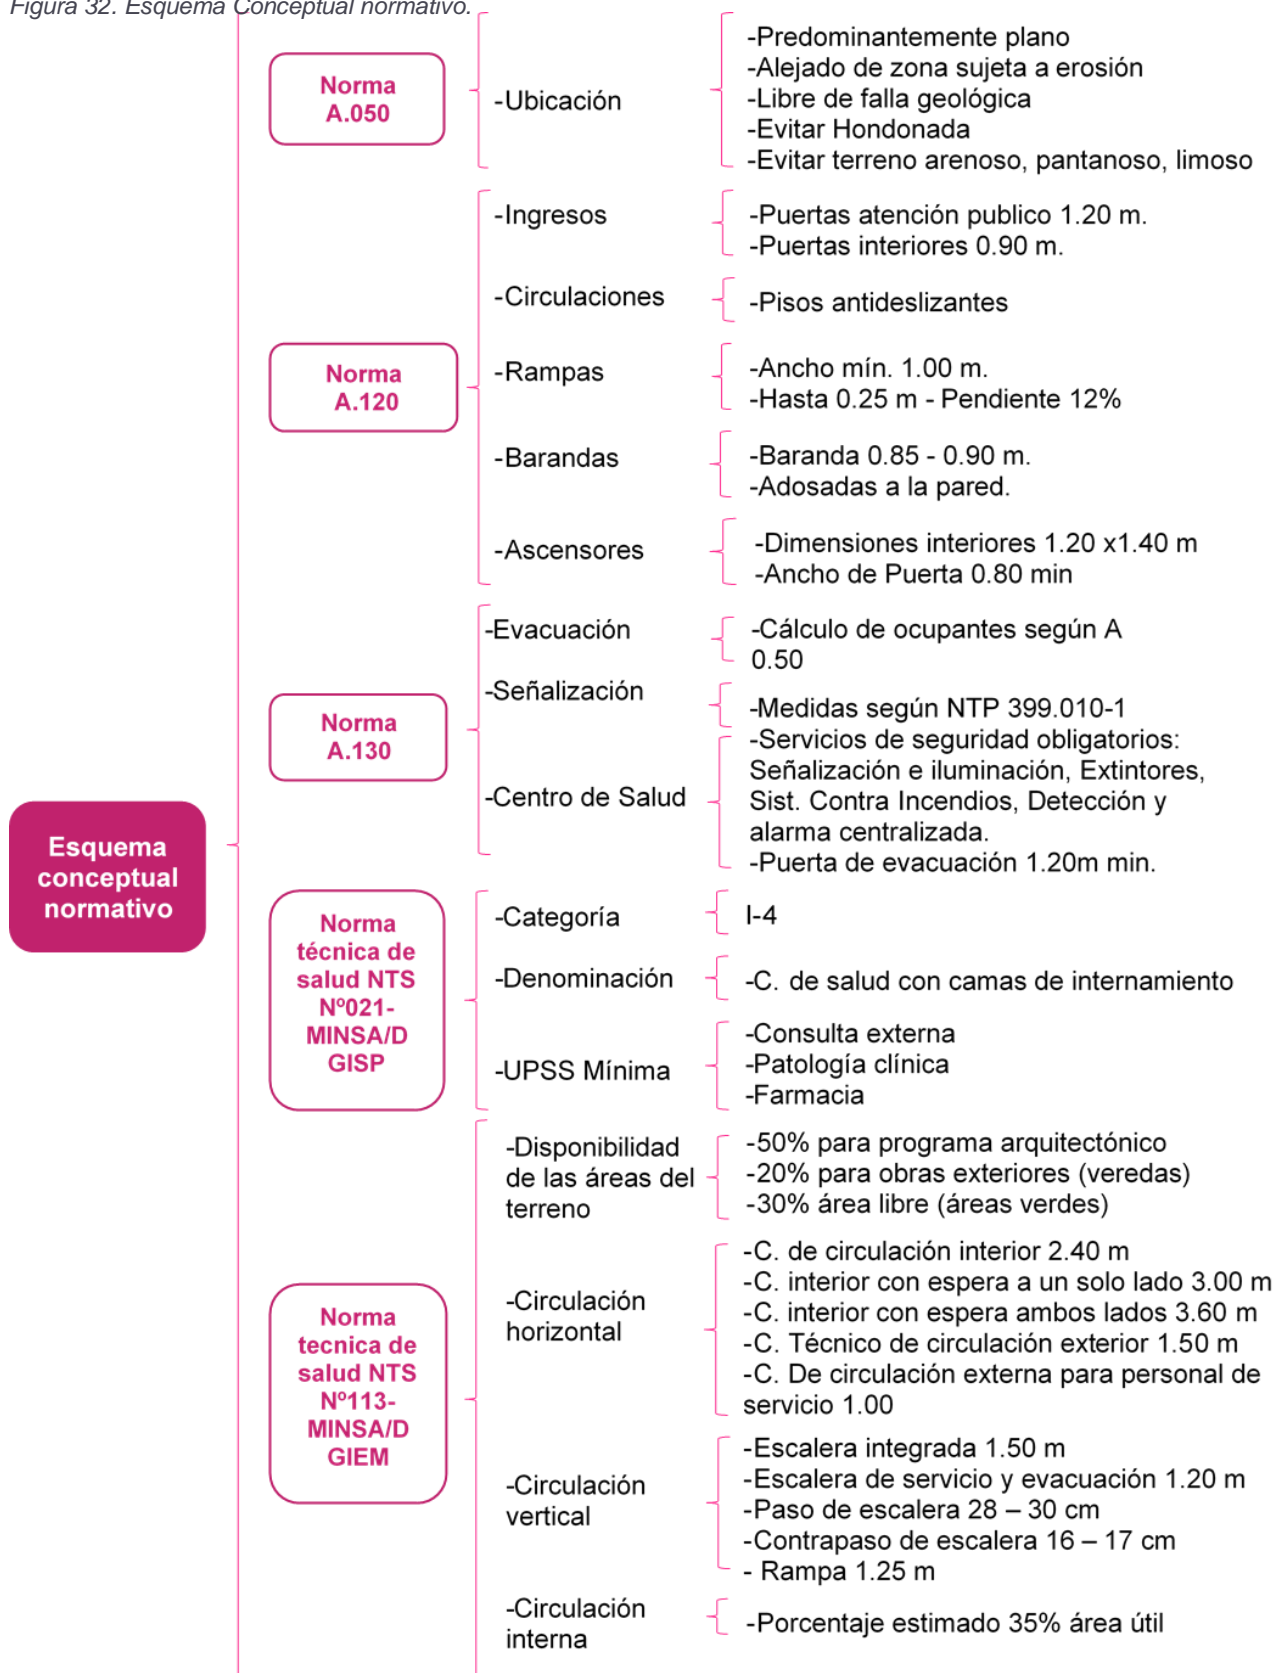 Figura 32. Esquema Conceptual normativo.
Esquema
conceptual
normativo
Norma
A.050
-Ubicación
-Predominantemente plano
-Alejado de zona sujeta a erosión
-Libre de falla geológica
-Evitar Hondonada
-Evitar terreno arenoso, pantanoso, limoso
Norma
A.120
-Ingresos
-Puertas atención publico 1.20 m.
-Puertas interiores 0.90 m.
-Circulaciones
-Pisos antideslizantes
-Rampas
-Ancho mín. 1.00 m.
-Hasta 0.25 m - Pendiente 12%
-Barandas
-Baranda 0.85 - 0.90 m.
-Adosadas a la pared.
-Ascensores
-Dimensiones interiores 1.20 x1.40 m
-Ancho de Puerta 0.80 min
Norma
A.130
-Evacuación
-Cálculo de ocupantes según A
0.50
-Señalización
-Medidas según NTP 399.010-1
-Centro de Salud
-Servicios de seguridad obligatorios:
Señalización e iluminación, Extintores,
Sist. Contra Incendios, Detección y
alarma centralizada.
-Puerta de evacuación 1.20m min.
Norma
técnica de
salud NTS
Nº021-
MINSA/D
GISP
-Categoría
I-4
-Denominación
-C. de salud con camas de internamiento
-UPSS Mínima
-Consulta externa
-Patología clínica
-Farmacia
Norma
tecnica de
salud NTS
Nº113-
MINSA/D
GIEM
-Disponibilidad
de las áreas del
terreno
-50% para programa arquitectónico
-20% para obras exteriores (veredas)
-30% área libre (áreas verdes)
-Circulación
horizontal
-C. de circulación interior 2.40 m
-C. interior con espera a un solo lado 3.00 m
-C. interior con espera ambos lados 3.60 m
-C. Técnico de circulación exterior 1.50 m
-C. De circulación externa para personal de
servicio 1.00
-Circulación
vertical
-Escalera integrada 1.50 m
-Escalera de servicio y evacuación 1.20 m
-Paso de escalera 28 – 30 cm
-Contrapaso de escalera 16 – 17 cm
- Rampa 1.25 m
-Circulación
interna
-Porcentaje estimado 35% área útil